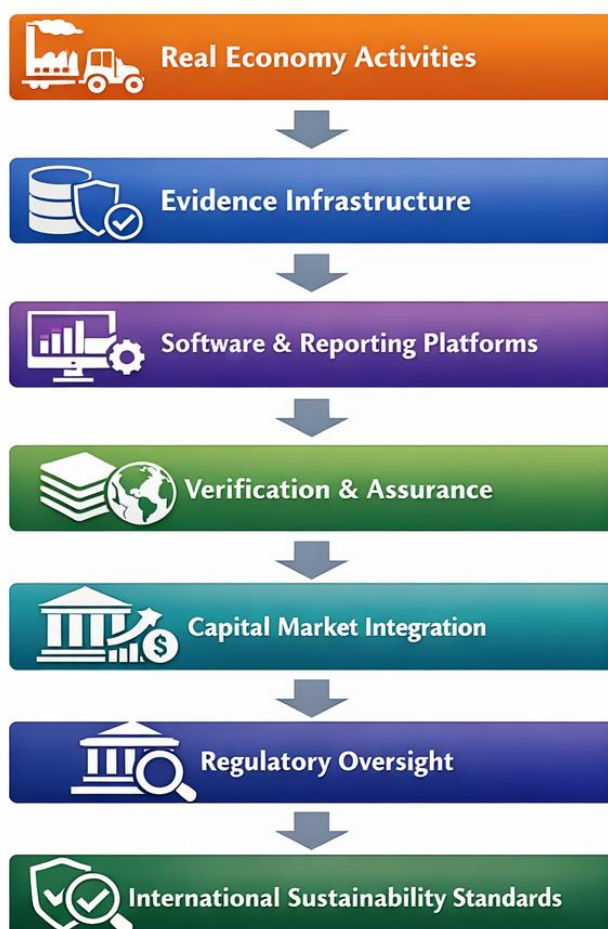 Real Economy Activities
Evidence Infrastructure
Software & Reporting Platforms
Verification & Assurance
Capital Market Integration
$
Regulatory Oversight
International Sustainability Standards